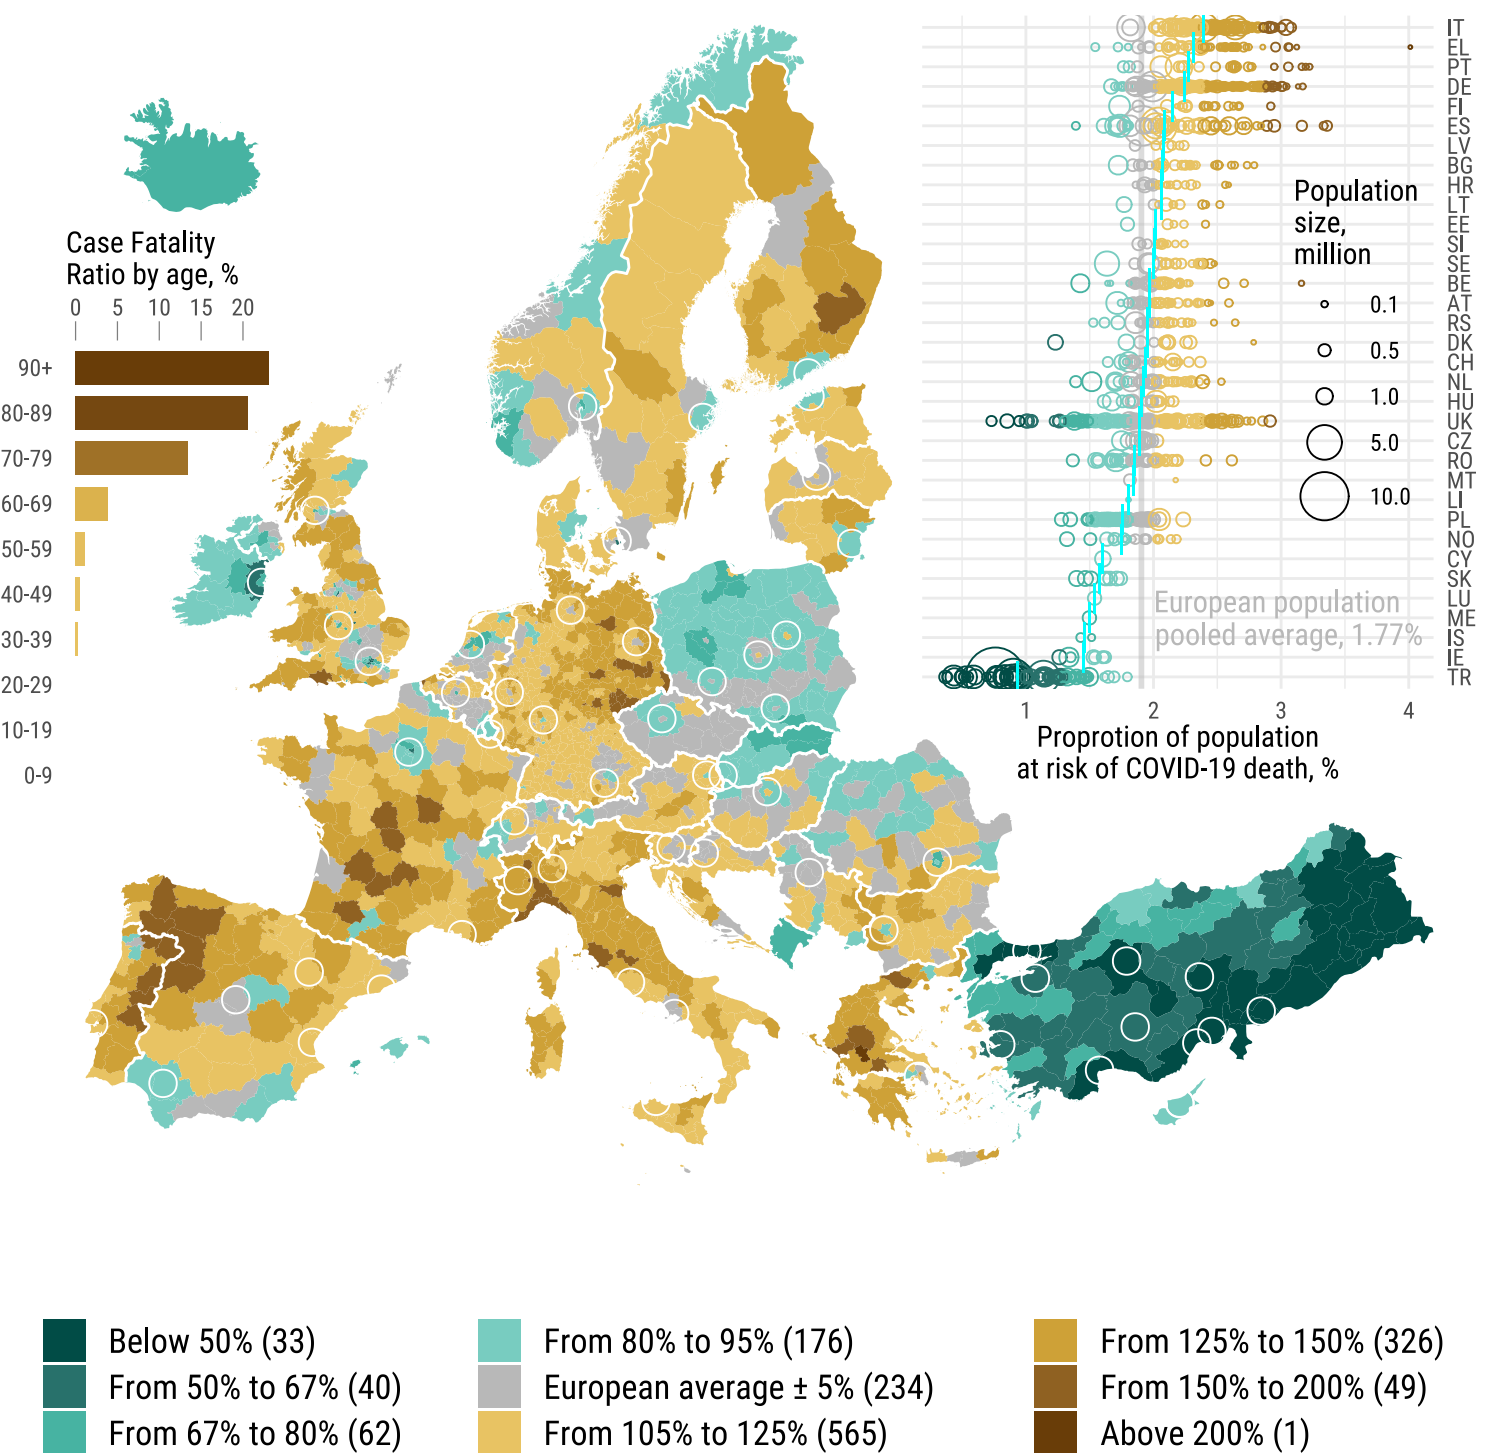 Case Fatality
Ratio by age, %
0 5 10 15 20
90+
80-89
70-79
60-69
50-59
40-49
30-39
20-29
10-19
0-9
IT
EL
PT
DE
FI
ES
LV
BG
HR
LT
EE
SI
SE
BE
AT
RS
DK
CH
NL
HU
UK
CZ
RO
MT
LI
PL
NO
CY
SK
LU
ME
IS
IE
TR
Population
size,
million
0.1
0.5
1.0
5.0
10.0
European population
pooled average, 1.77%
1 2 3 4
Proprotion of population
at risk of COVID-19 death, %
Below 50% (33)
From 50% to 67% (40)
From 67% to 80% (62)
From 80% to 95% (176)
European average ± 5% (234)
From 105% to 125% (565)
From 125% to 150% (326)
From 150% to 200% (49)
Above 200% (1)